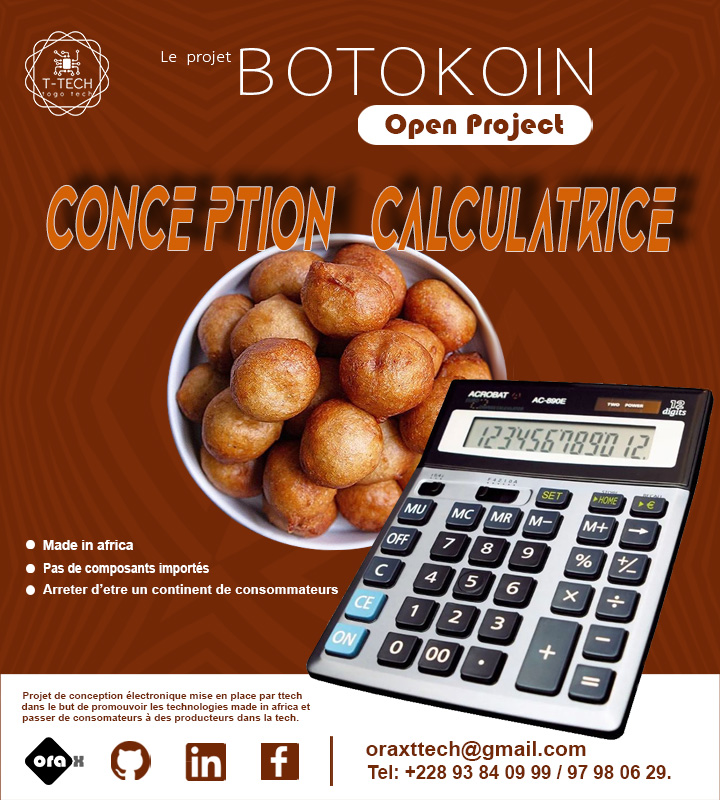 T-TECH
togo tech
Le projet BOTOKOIN
Open Project
CONCEPTION CALCULATRICE
ACROBAT AC-890E TWO POWER 12 digits
123456789012.
SET HOME €
MU MC MR M- M+ →
OFF 7 8 9 % +/-
C 4 5 6 × ÷
CE 1 2 3 + −
ON 0 00 · =
Made in africa
Pas de composants importés
Arreter d'etre un continent de consommateurs
Projet de conception électronique mise en place par ttech
dans le but de promouvoir les technologies made in africa et
passer de consomateurs à des producteurs dans la tech.
orax
in f
oraxttech@gmail.com
Tel: +228 93 84 09 99 / 97 98 06 29.